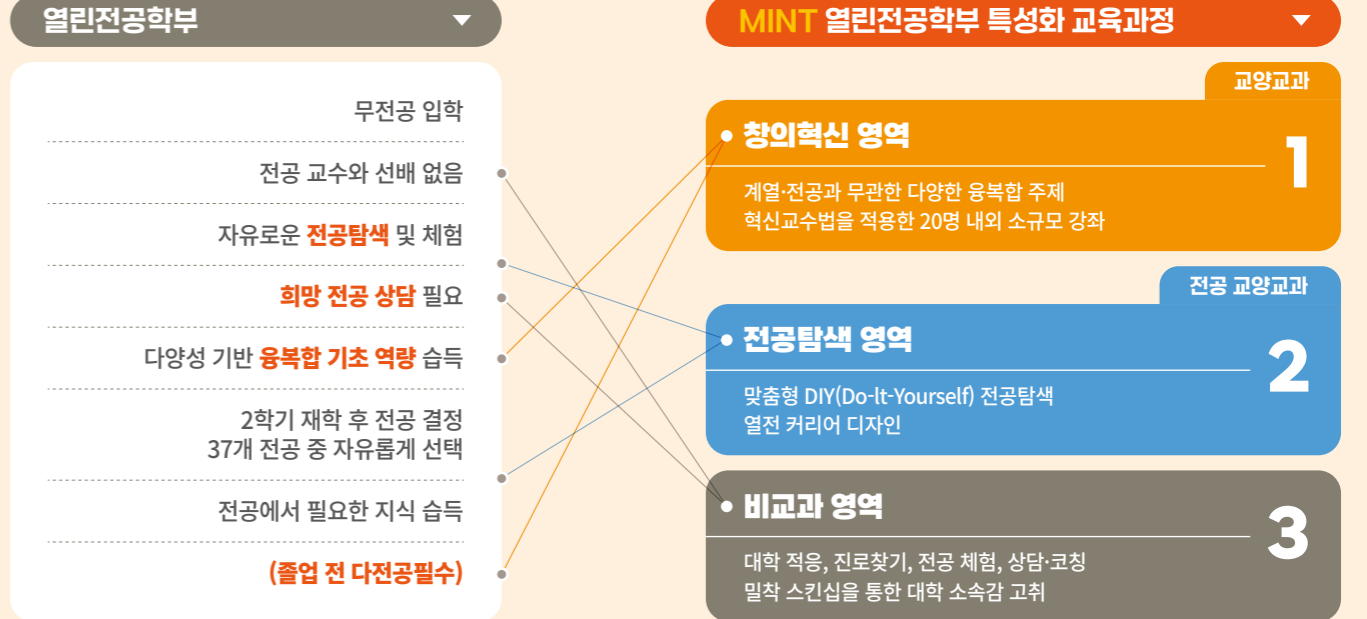 열린전공학부
무전공 입학
전공 교수와 선배 없음
자유로운 전공탐색 및 체험
희망 전공 상담 필요
다양성 기반 융복합 기초 역량 습득
2학기 재학 후 전공 결정
37개 전공 중 자유롭게 선택
전공에서 필요한 지식 습득
(졸업 전 다전공필수)
MINT 열린전공학부 특성화 교육과정
교양교과
창의혁신 영역
1
계열·전공과 무관한 다양한 융복합 주제
혁신교수법을 적용한 20명 내외 소규모 강좌
전공 교양교과
전공탐색 영역
2
맞춤형 DIY(Do-lt-Yourself) 전공탐색
열전 커리어 디자인
비교과 영역
3
대학 적응, 진로찾기, 전공 체험, 상담·코칭
밀착 스킨십을 통한 대학 소속감 고취